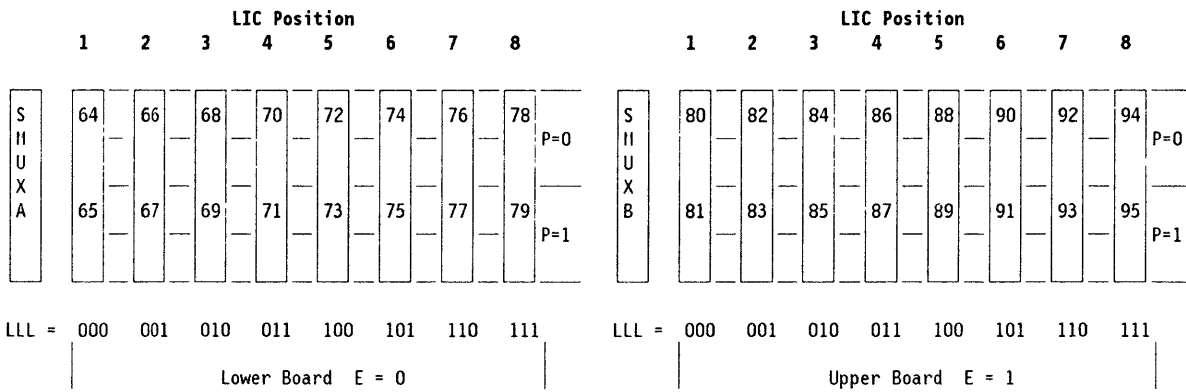 LIC Position LIC Position
1 2 3 4 5 6 7 8 1 2 3 4 5 6 7 8
SMUX A 64 66 68 70 72 74 76 78 P=0 SMUX B 80 82 84 86 88 90 92 94 P=0
65 67 69 71 73 75 77 79 P=1 81 83 85 87 89 91 93 95 P=1
LLL = 000 001 010 011 100 101 110 111 LLL = 000 001 010 011 100 101 110 111
Lower Board E = 0 Upper Board E = 1